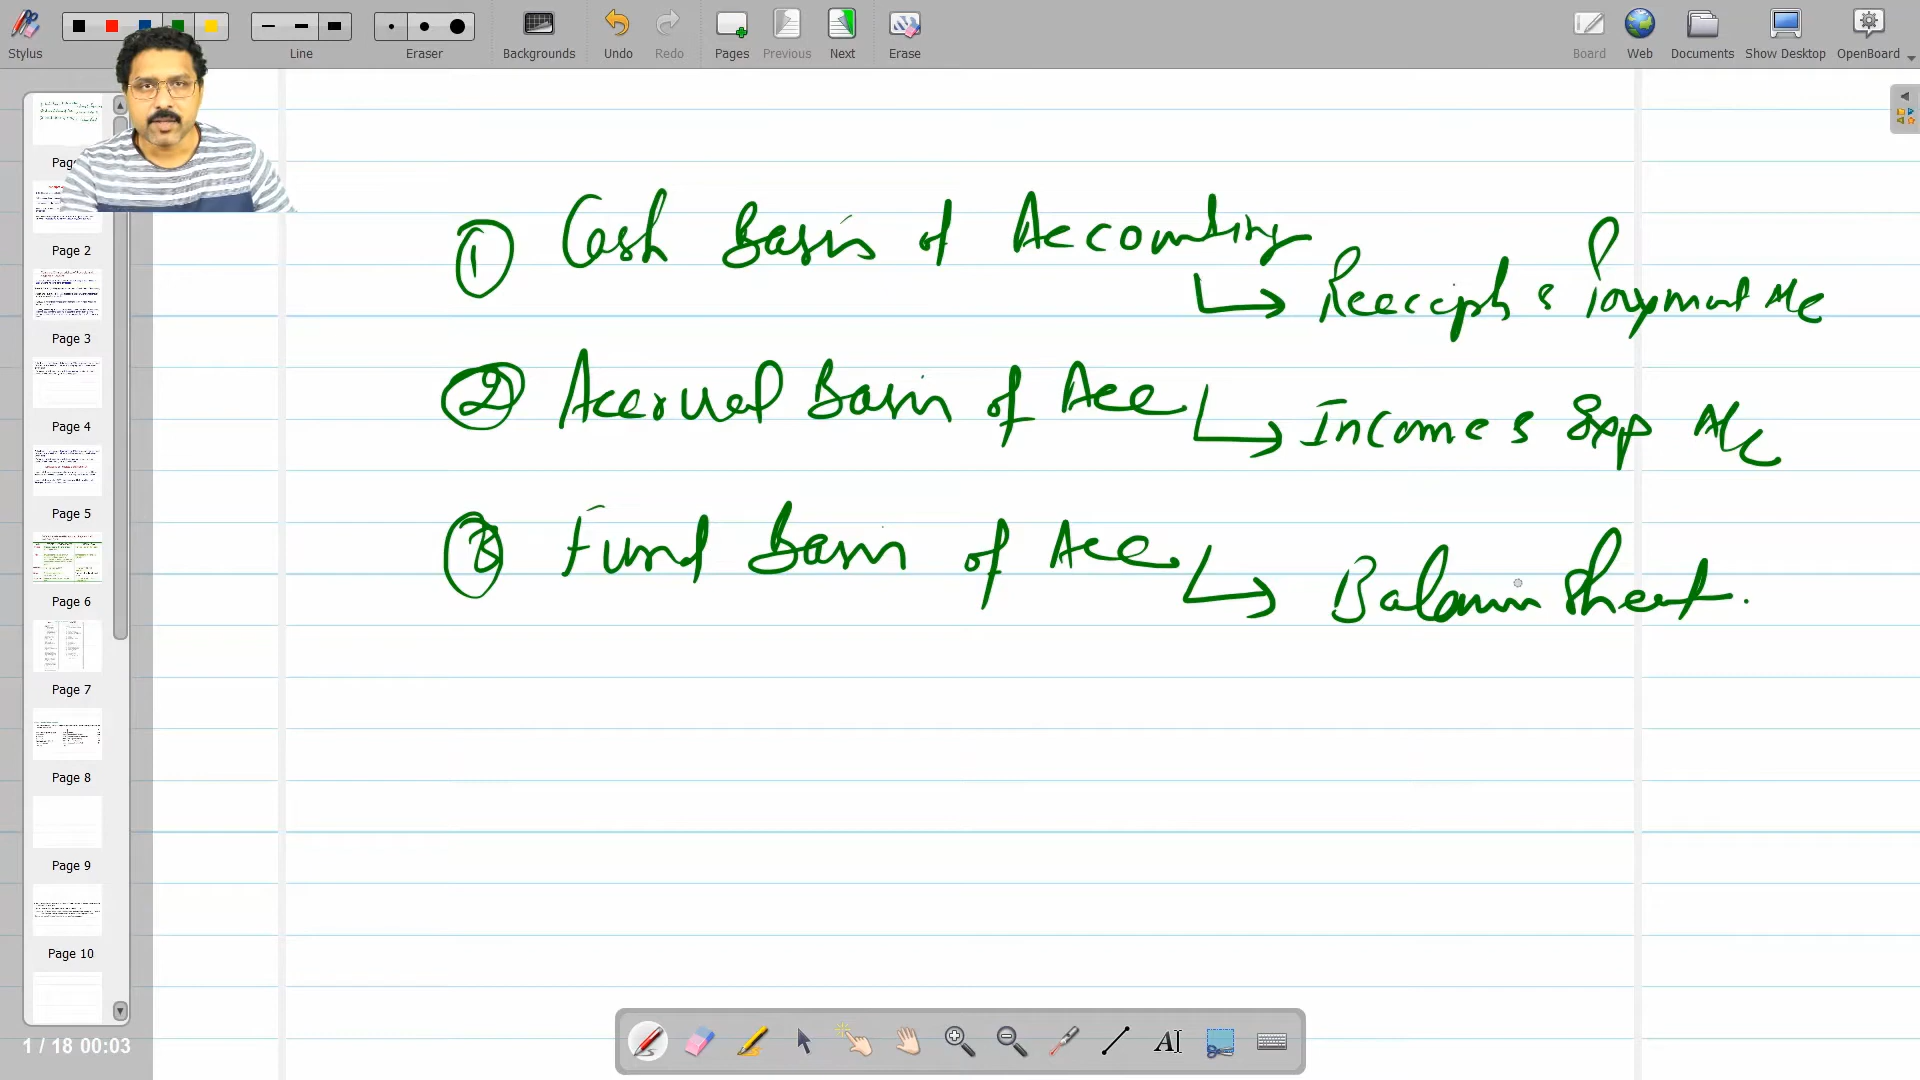 Stylus Line Eraser Backgrounds Undo Redo Pages Previous Next Erase Board Web Documents Show Desktop OpenBoard
① Cash Basis of Accounting
↳ Receipts & Payment A/c
② Accrued Basis of Acc ↳ Income & Exp A/c
③ Fund Basis of Acc ↳ Balance Sheet.
Page 2
Page 3
Page 4
Page 5
Page 6
Page 7
Page 8
Page 9
Page 10
1 / 18 00:03